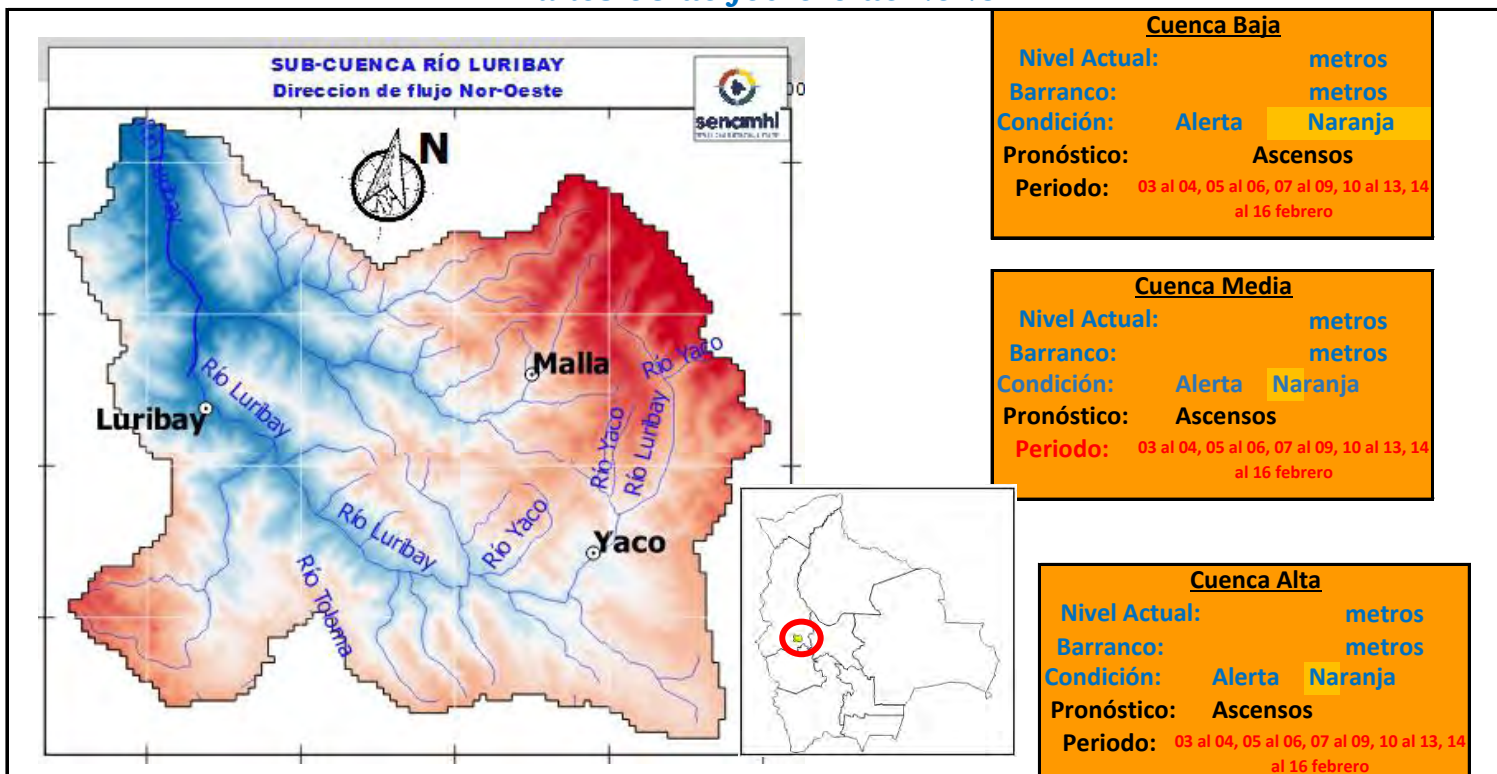 SUB-CUENCA RÍO LURIBAY
Direccion de flujo Nor-Oeste
senamhi
00
N
Río Luribay
Malla
Río Yaco
Río Luribay
Luribay
Río Yaco
Río Luribay
Río Luribay
Río Yaco
Yaco
Río Tolama
Cuenca Baja
Nivel Actual: metros
Barranco: metros
Condición: Alerta Naranja
Pronóstico: Ascensos
Periodo: 03 al 04, 05 al 06, 07 al 09, 10 al 13, 14
al 16 febrero
Cuenca Media
Nivel Actual: metros
Barranco: metros
Condición: Alerta Naranja
Pronóstico: Ascensos
Periodo: 03 al 04, 05 al 06, 07 al 09, 10 al 13, 14
al 16 febrero
Cuenca Alta
Nivel Actual: metros
Barranco: metros
Condición: Alerta Naranja
Pronóstico: Ascensos
Periodo: 03 al 04, 05 al 06, 07 al 09, 10 al 13, 14
al 16 febrero